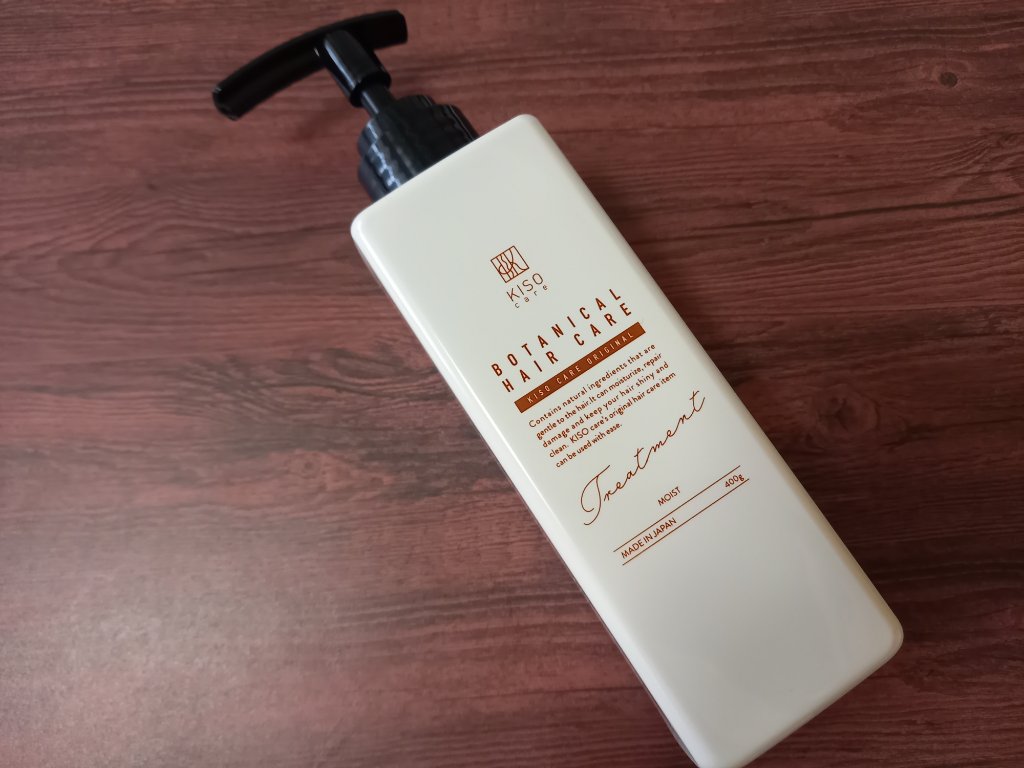 KISO
care
BOTANICAL
HAIR CARE
KISO CARE ORIGINAL
Contains natural ingredients that are
gentle to the hair.It can moisturize, repair
damage and keep your hair shiny and
clean. KISO care's original hair care item
can be used with ease.
Treatment
MOIST
400g
MADE IN JAPAN